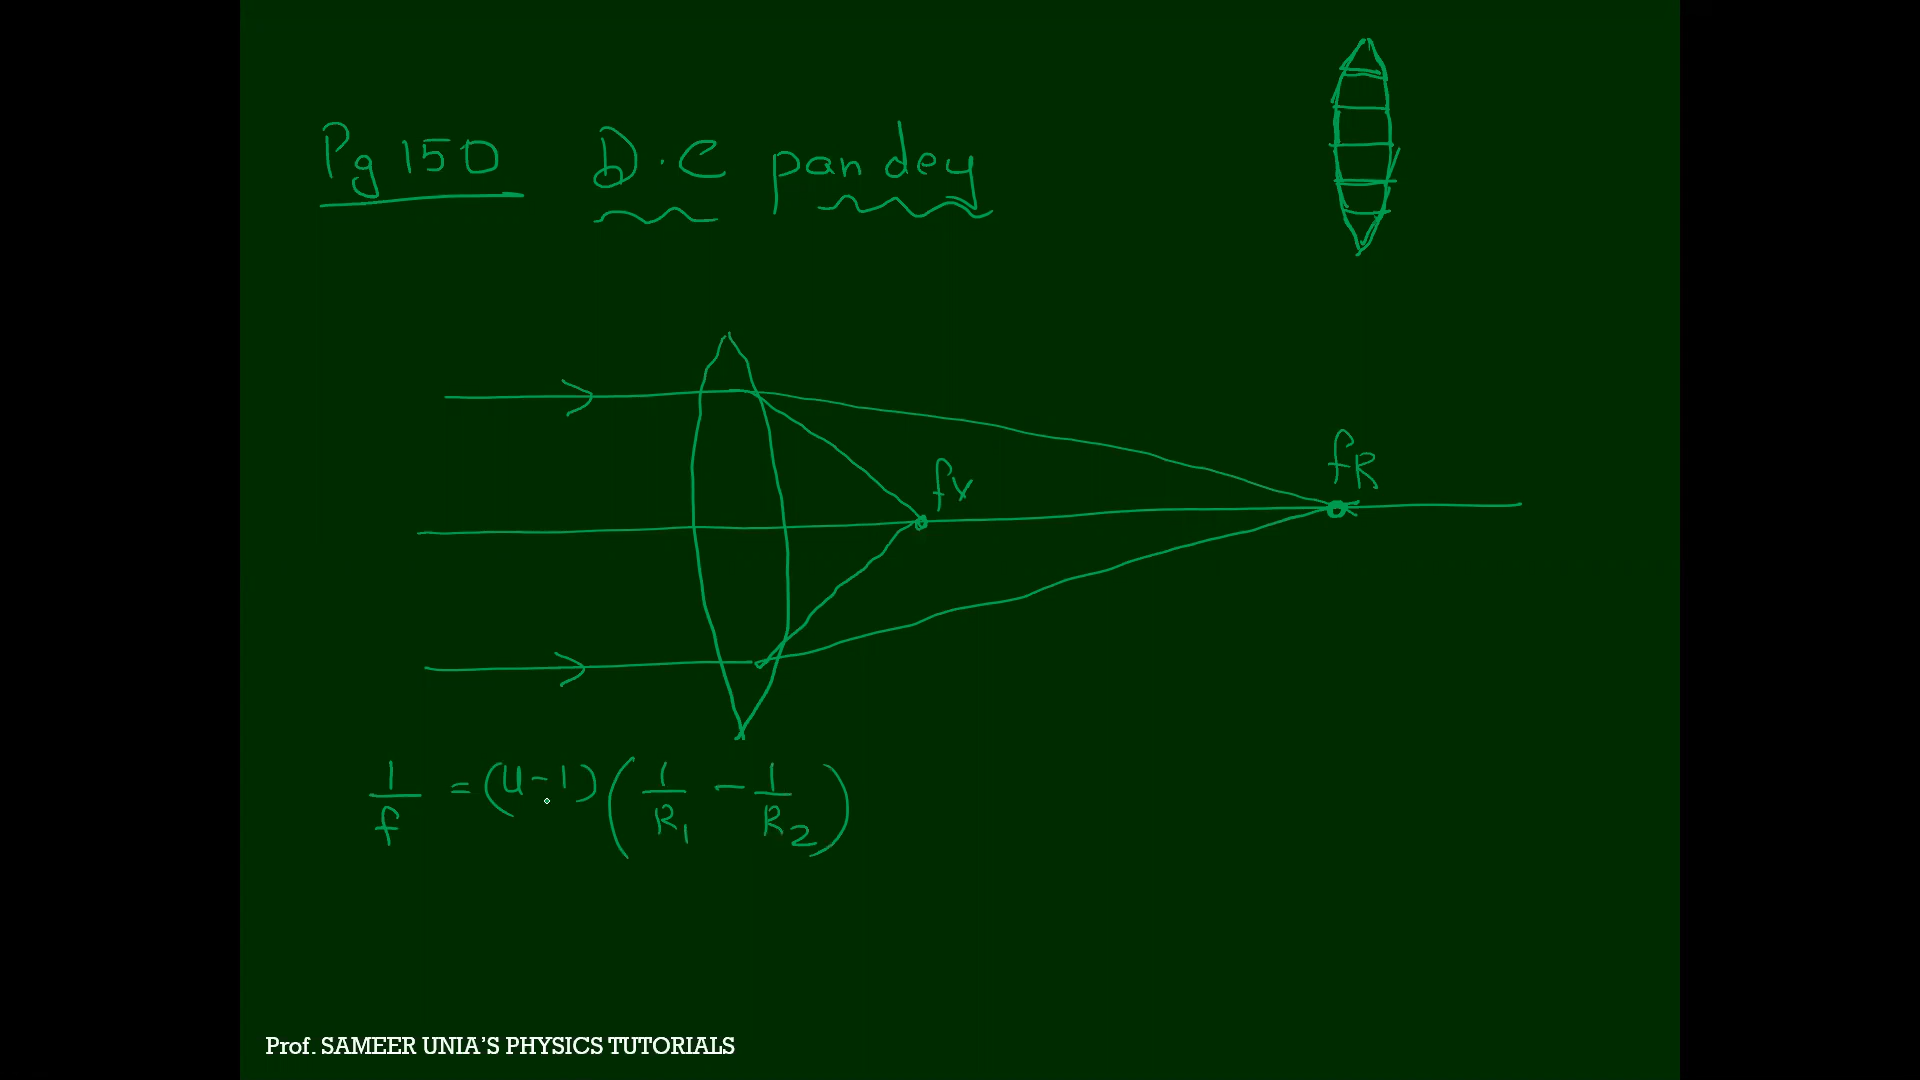 Pg 150 D.C pandey
fv
fR
1/f = (u-1)(1/R1 - 1/R2)
Prof. SAMEER UNIA'S PHYSICS TUTORIALS